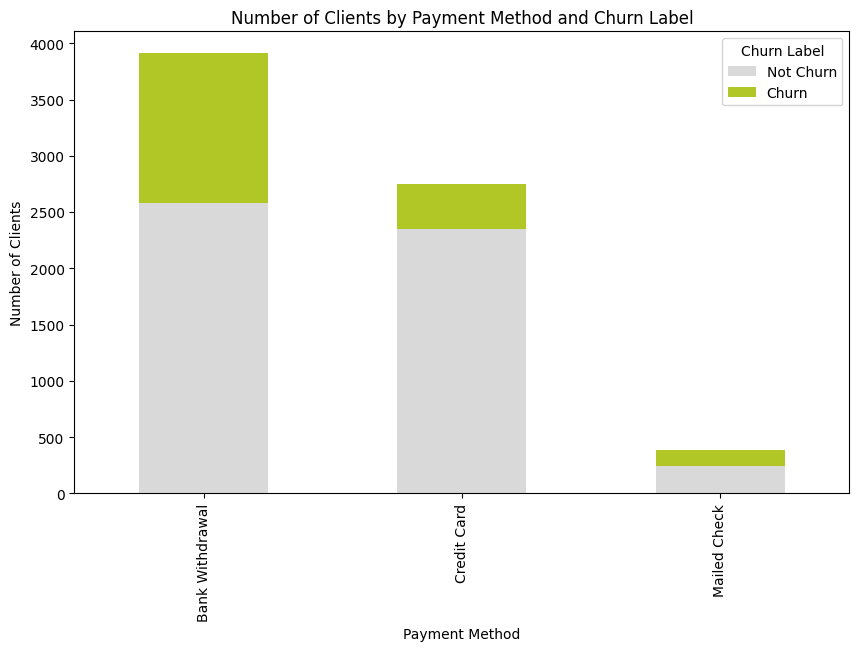 Number of Clients by Payment Method and Churn Label
Churn Label
Not Churn
Churn
Number of Clients
4000
3500
3000
2500
2000
1500
1000
500
0
Bank Withdrawal
Credit Card
Mailed Check
Payment Method